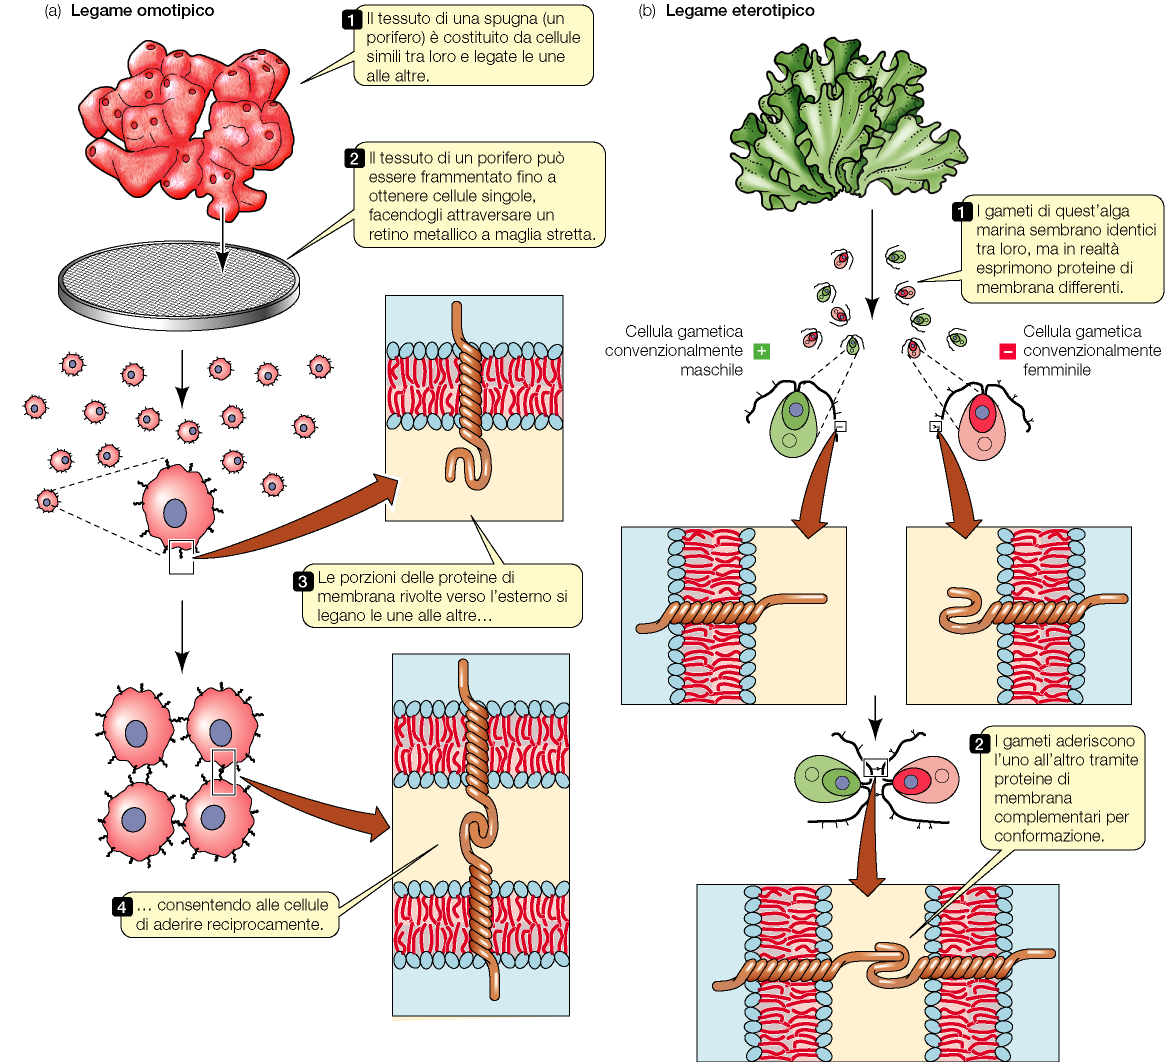 (a) Legame omotipico
1 Il tessuto di una spugna (un
porifero) è costituito da cellule
simili tra loro e legate le une
alle altre.
2 Il tessuto di un porifero può
essere frammentato fino a
ottenere cellule singole,
facendogli attraversare un
retino metallico a maglia stretta.
3 Le porzioni delle proteine di
membrana rivolte verso l'esterno si
legano le une alle altre…
4 … consentendo alle cellule
di aderire reciprocamente.
(b) Legame eterotipico
1 I gameti di quest'alga
marina sembrano identici
tra loro, ma in realtà
esprimono proteine di
membrana differenti.
Cellula gametica
convenzionalmente +
maschile
Cellula gametica
– convenzionalmente
femminile
2 I gameti aderiscono
l'uno all'altro tramite
proteine di
membrana
complementari per
conformazione.